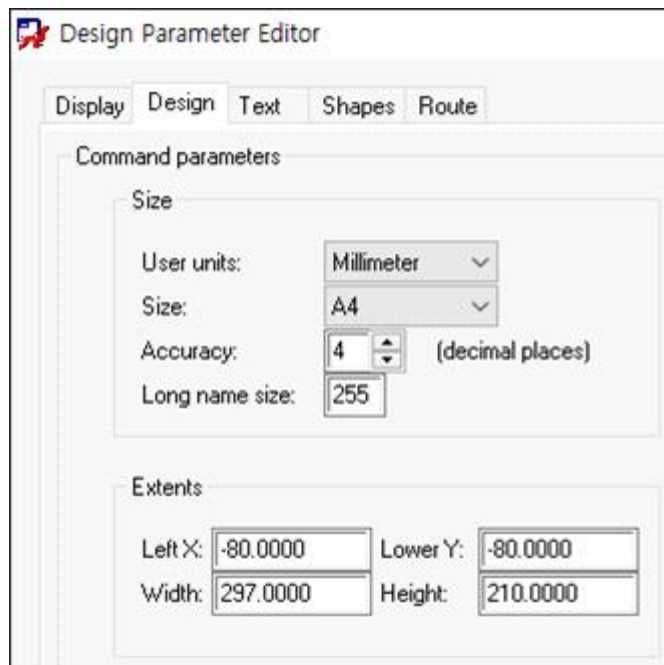 Design Parameter Editor
Display Design Text Shapes Route
Command parameters
Size
User units: Millimeter
Size: A4
Accuracy: 4 (decimal places)
Long name size: 255
Extents
Left X: -80.0000 Lower Y: -80.0000
Width: 297.0000 Height: 210.0000